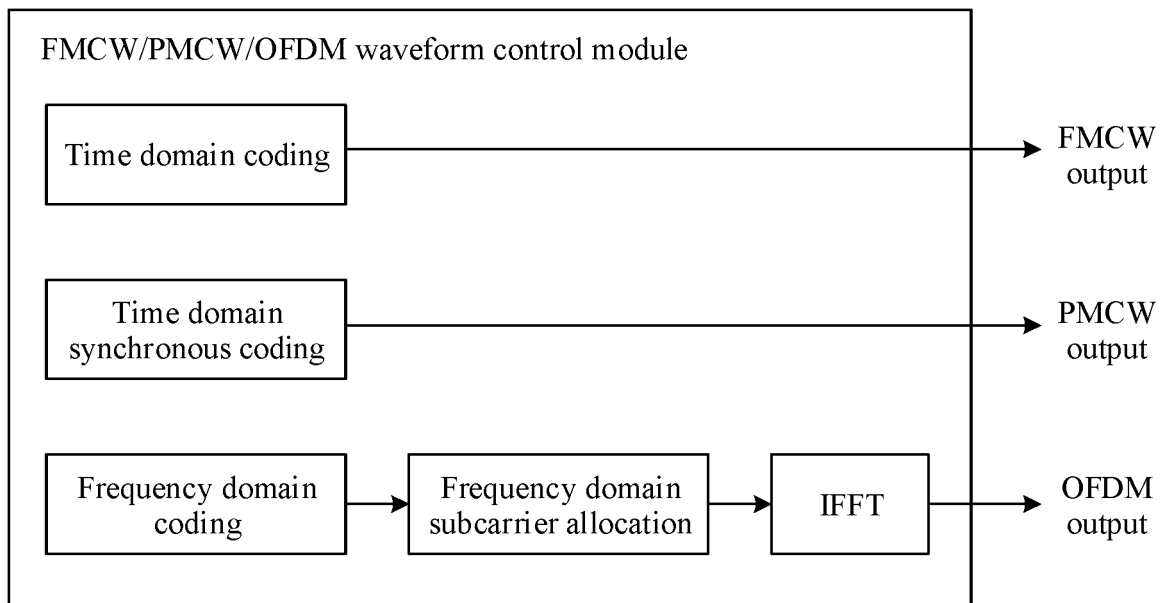 FMCW/PMCW/OFDM waveform control module
Time domain coding
FMCW
output
Time domain
synchronous coding
PMCW
output
Frequency domain
coding
Frequency domain
subcarrier allocation
IFFT
OFDM
output